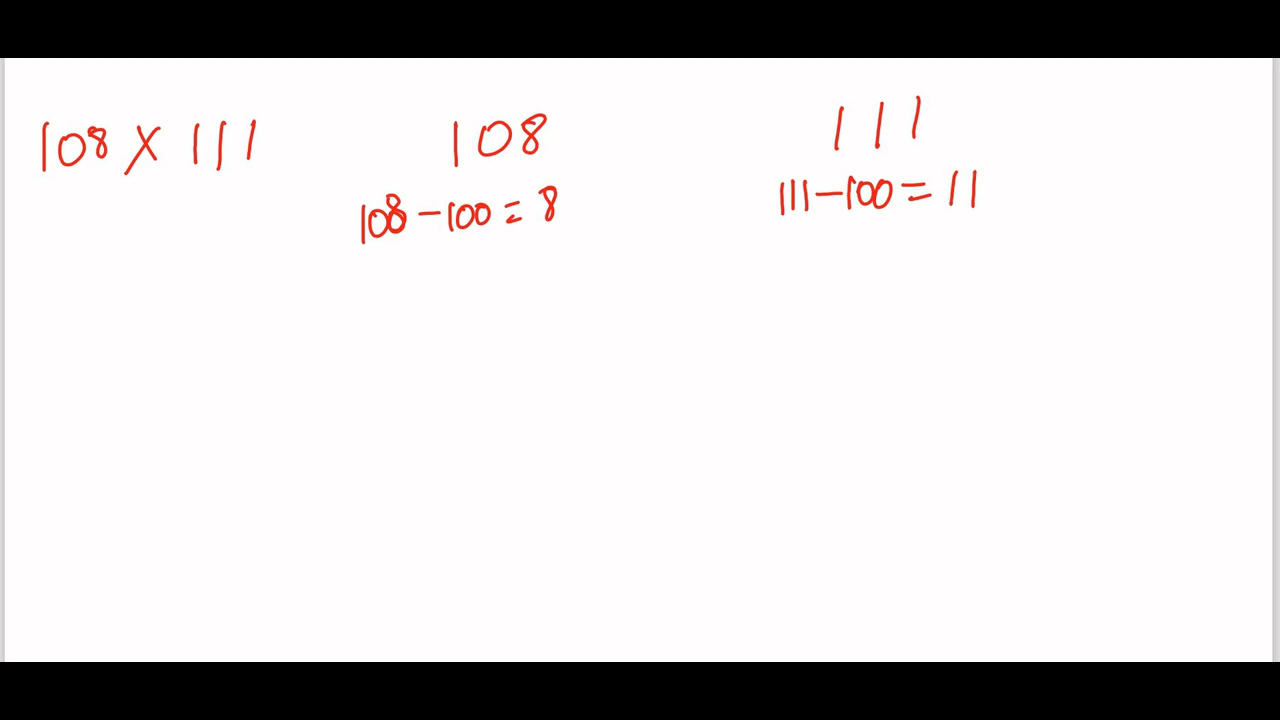 108 X 111 108 111
108 - 100 = 8 111 - 100 = 11